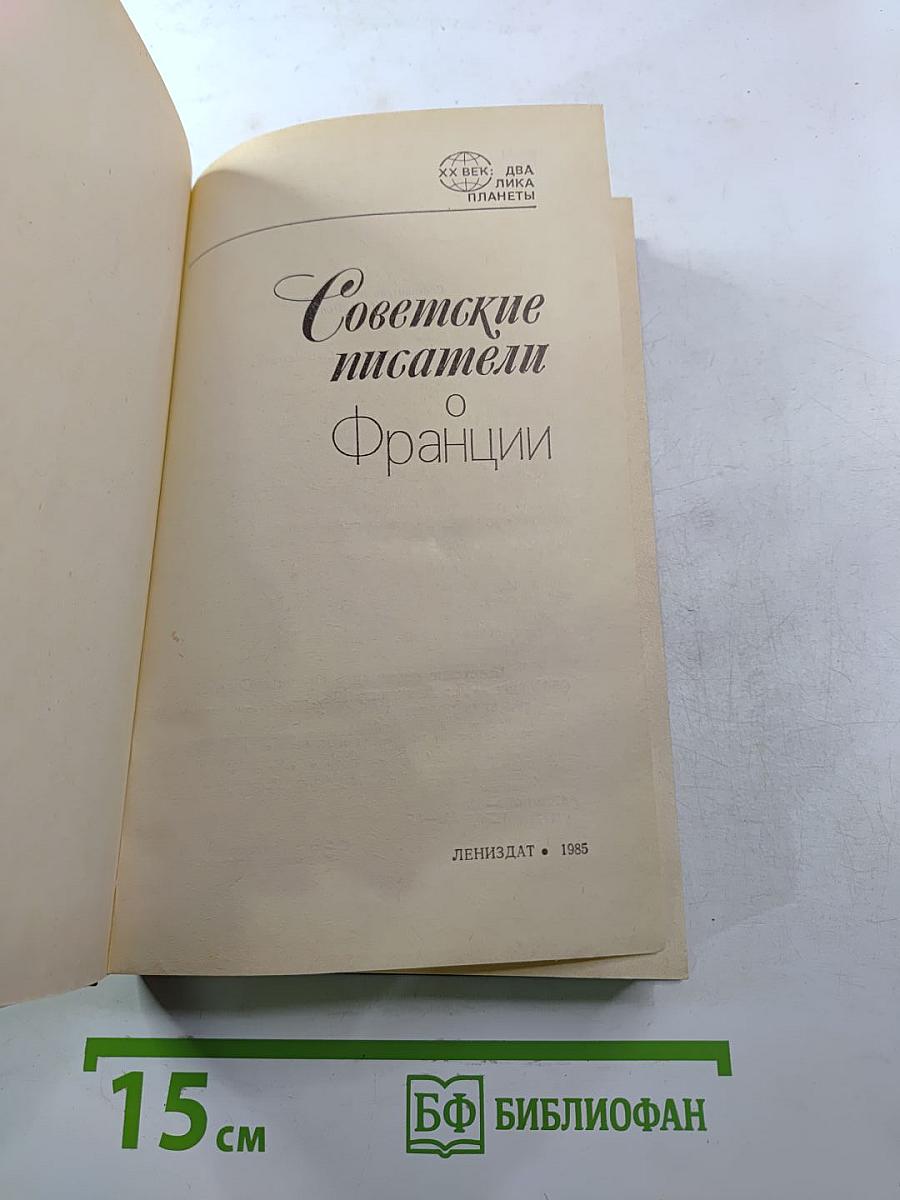 XX ВЕК: ДВА
ЛИКА
ПЛАНЕТЫ
Советские
писатели
о
Франции
ЛЕНИЗДАТ • 1985
15 см
БФ БИБЛИОФАН